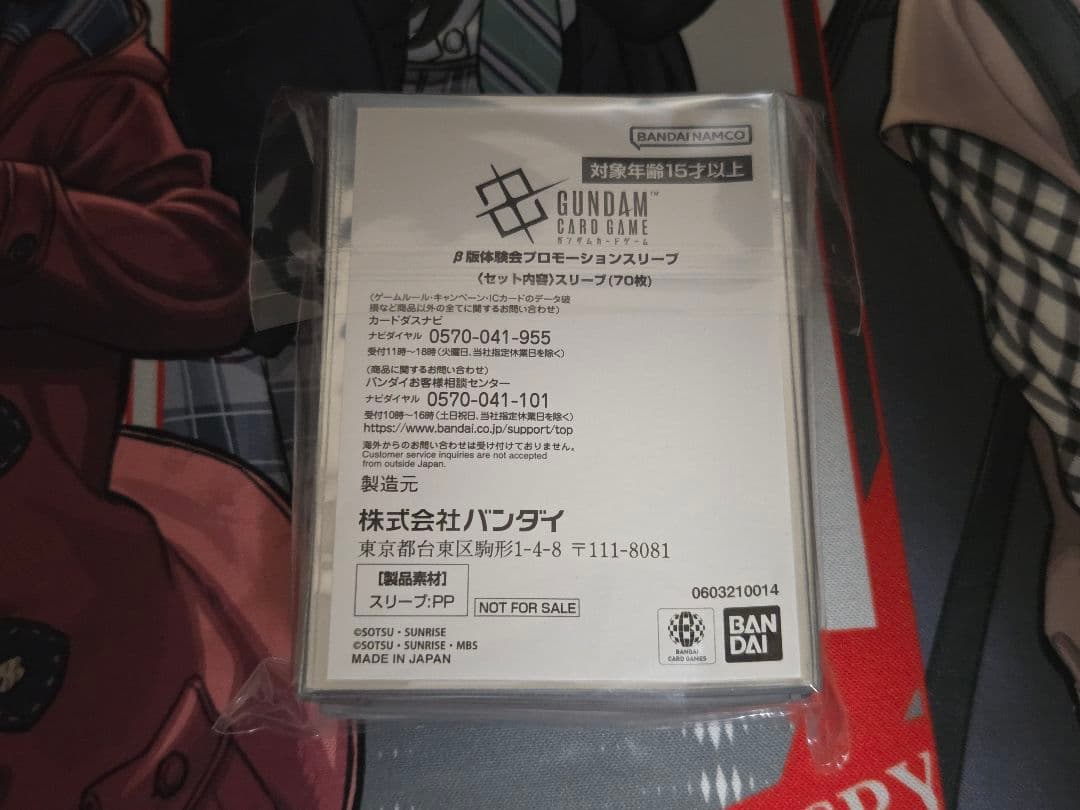 BANDAI NAMCO
対象年齢15才以上
GUNDAM™
CARD GAME
ガンダムカードゲーム
β版体験会プロモーションスリーブ
〈セット内容〉スリーブ(70枚)
〈ゲームルール・キャンペーン・ICカードのデータ破
損など商品以外の全てに関するお問い合わせ〉
カードダスナビ
ナビダイヤル 0570-041-955
受付11時~18時(火曜日、当社指定休業日を除く)
〈商品に関するお問い合わせ〉
バンダイお客様相談センター
ナビダイヤル 0570-041-101
受付10時~16時(土日祝日、当社指定休業日を除く)
https://www.bandai.co.jp/support/top
海外からのお問い合わせは受け付けておりません。
Customer service inquiries are not accepted
from outside Japan.
製造元
株式会社バンダイ
東京都台東区駒形1-4-8 〒111-8081
【製品素材】
スリーブ:PP
NOT FOR SALE
0603210014
©SOTSU・SUNRISE
©SOTSU・SUNRISE・MBS
MADE IN JAPAN
BANDAI
CARD GAMES
BAN
DAI